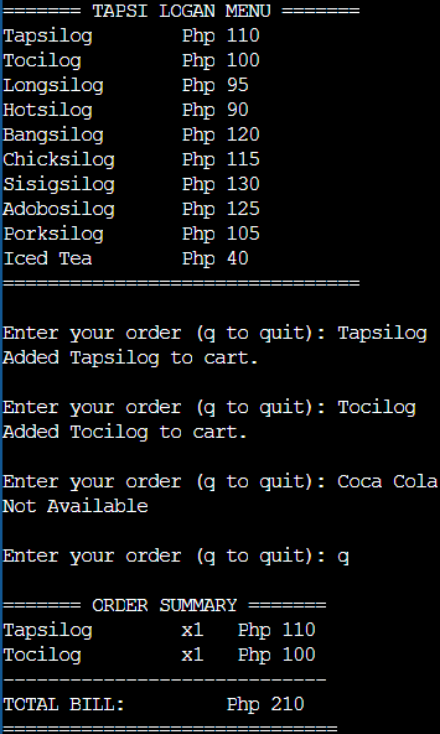 ======= TAPSI LOGAN MENU =======
Tapsilog        Php 110
Tocilog         Php 100
Longsilog       Php 95
Hotsilog        Php 90
Bangsilog       Php 120
Chicksilog      Php 115
Sisigsilog      Php 130
Adobosilog      Php 125
Porksilog       Php 105
Iced Tea        Php 40
================================
Enter your order (q to quit): Tapsilog
Added Tapsilog to cart.
Enter your order (q to quit): Tocilog
Added Tocilog to cart.
Enter your order (q to quit): Coca Cola
Not Available
Enter your order (q to quit): q
======= ORDER SUMMARY =======
Tapsilog        x1   Php 110
Tocilog         x1   Php 100
-----------------------------
TOTAL BILL:         Php 210
==============================